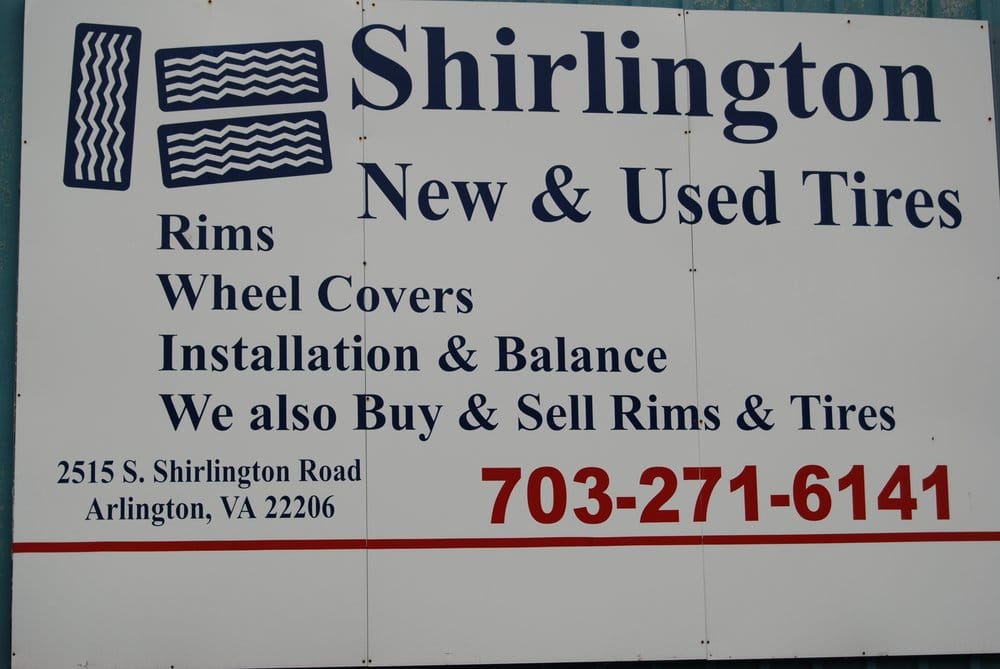 Shirlington
New & Used Tires
Rims
Wheel Covers
Installation & Balance
We also Buy & Sell Rims & Tires
2515 S. Shirlington Road
Arlington, VA 22206
703-271-6141